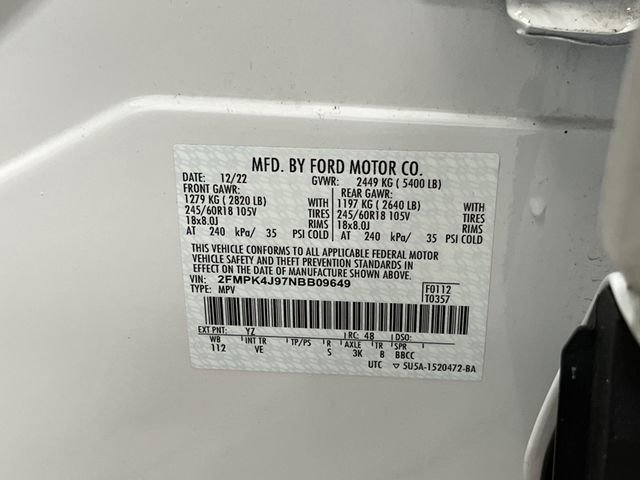 MFD. BY FORD MOTOR CO.
DATE: 12/22 GVWR: 2449 KG ( 5400 LB)
FRONT GAWR: REAR GAWR:
1279 KG ( 2820 LB) WITH 1197 KG ( 2640 LB) WITH
245/60R18 105V TIRES 245/60R18 105V TIRES
18x8.0J RIMS 18x8.0J RIMS
AT 240 kPa/ 35 PSI COLD AT 240 kPa/ 35 PSI COLD
THIS VEHICLE CONFORMS TO ALL APPLICABLE FEDERAL MOTOR
VEHICLE SAFETY AND THEFT PREVENTION STANDARDS IN
EFFECT ON THE DATE OF MANUFACTURE SHOWN ABOVE.
VIN: 2FMPK4J97NBB09649 F0112
TYPE: MPV T0357
EXT PNT: YZ RC: 48 DSO:
WB INT TR TP/PS R AXLE TR SPR
112 VE S 3K B BBCC
UTC ▽ 5U5A-1520472-BA